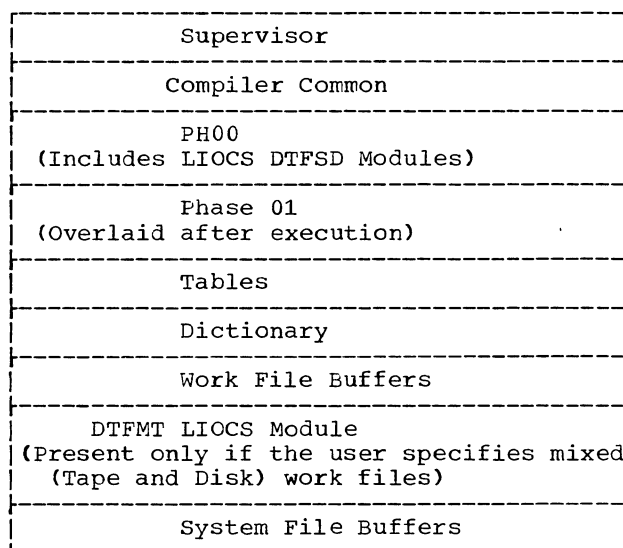 Supervisor
Compiler Common
PH00
(Includes LIOCS DTFSD Modules)
Phase 01
(Overlaid after execution)
Tables
Dictionary
Work File Buffers
DTFMT LIOCS Module
(Present only if the user specifies mixed
(Tape and Disk) work files)
System File Buffers